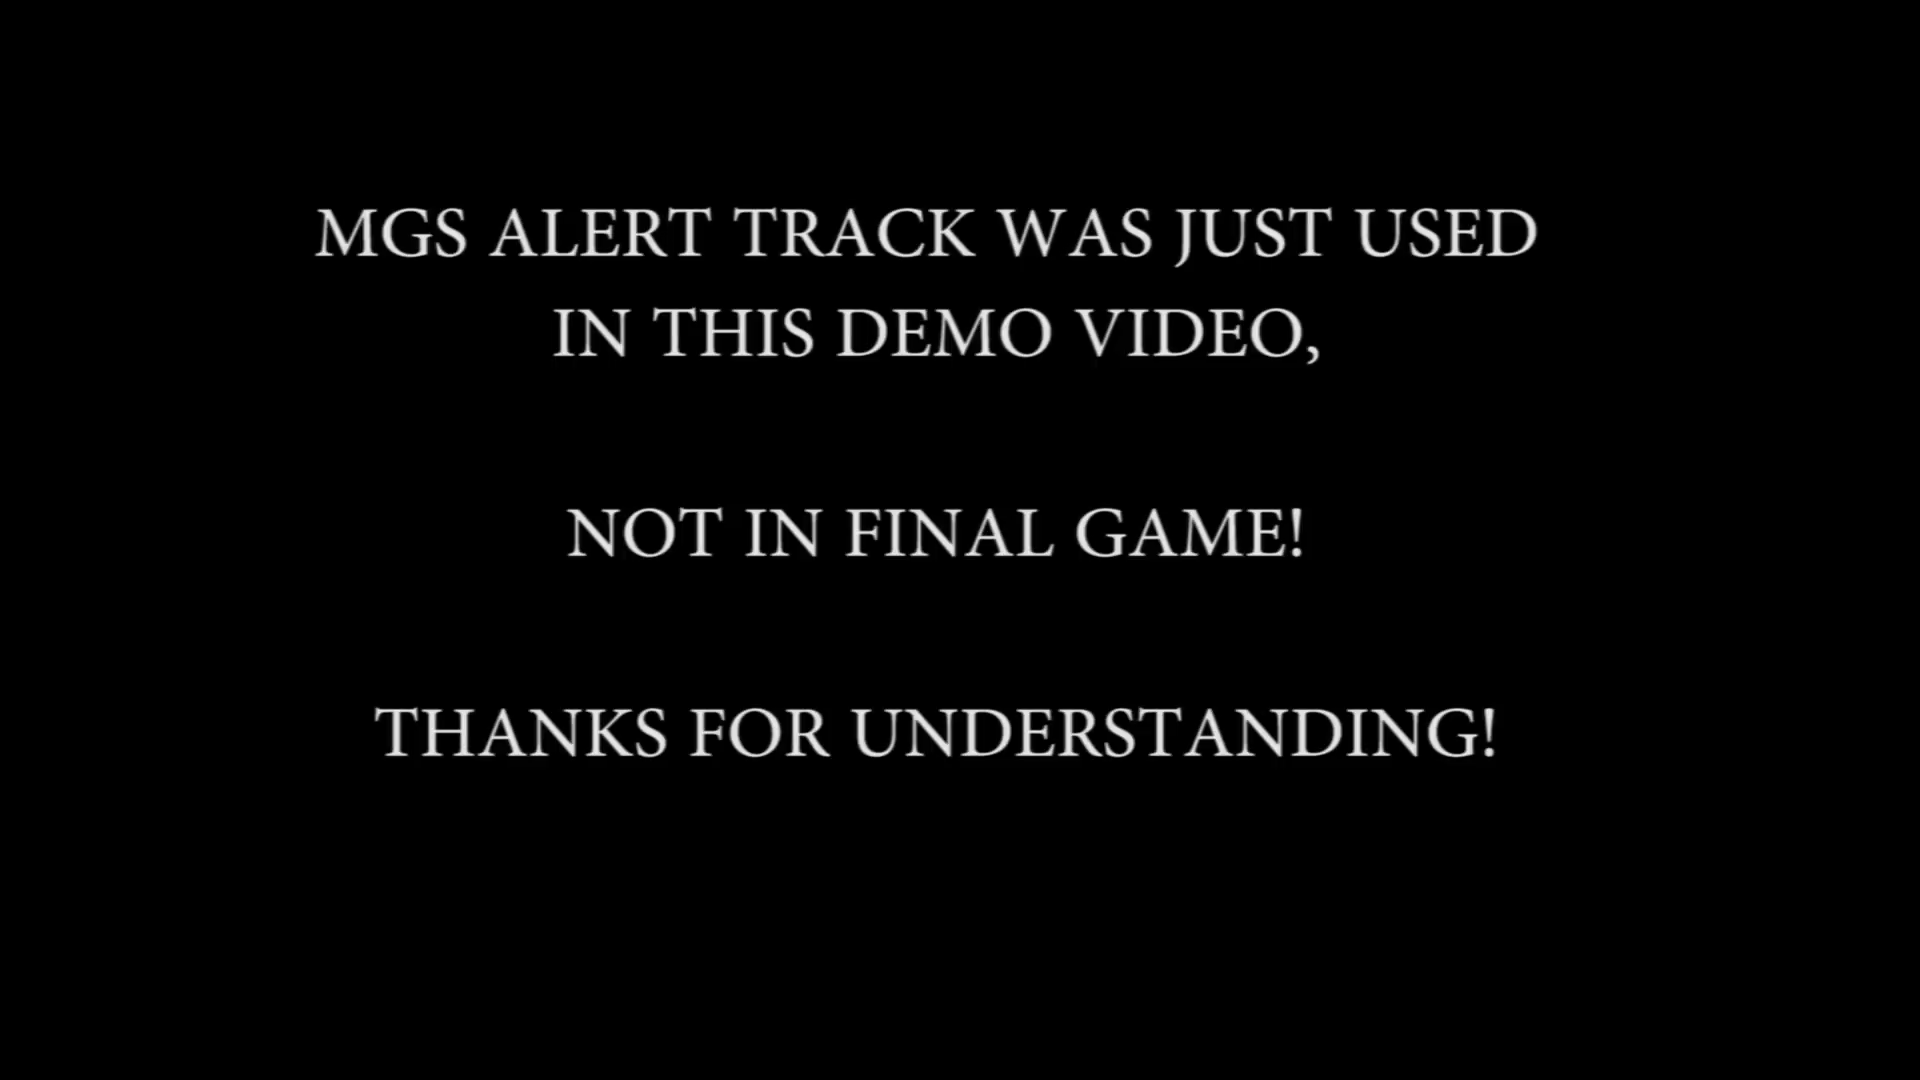 MGS ALERT TRACK WAS JUST USED
IN THIS DEMO VIDEO,
NOT IN FINAL GAME!
THANKS FOR UNDERSTANDING!